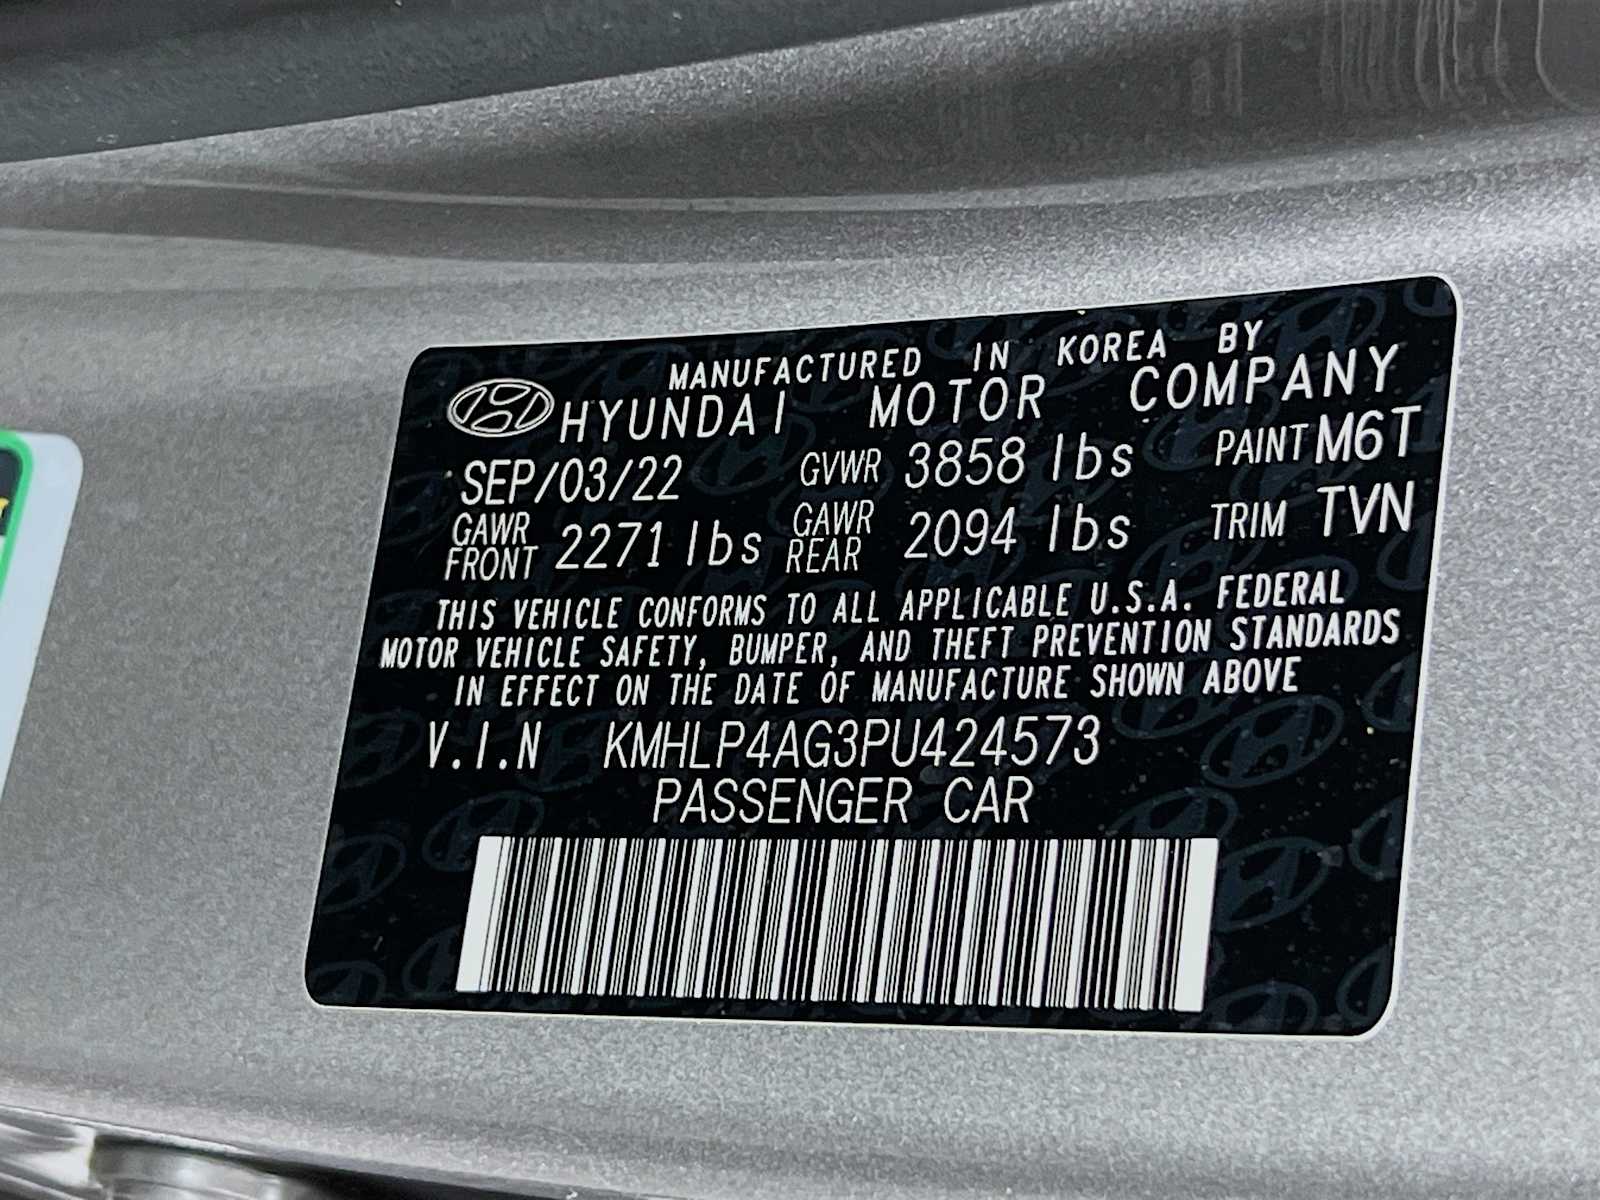 MANUFACTURED IN KOREA BY
HYUNDAI MOTOR COMPANY
SEP/03/22 GVWR 3858 lbs PAINT M6T
GAWR FRONT 2271 lbs GAWR REAR 2094 lbs TRIM TVN
THIS VEHICLE CONFORMS TO ALL APPLICABLE U.S.A. FEDERAL
MOTOR VEHICLE SAFETY, BUMPER, AND THEFT PREVENTION STANDARDS
IN EFFECT ON THE DATE OF MANUFACTURE SHOWN ABOVE
V.I.N KMHLP4AG3PU424573
PASSENGER CAR